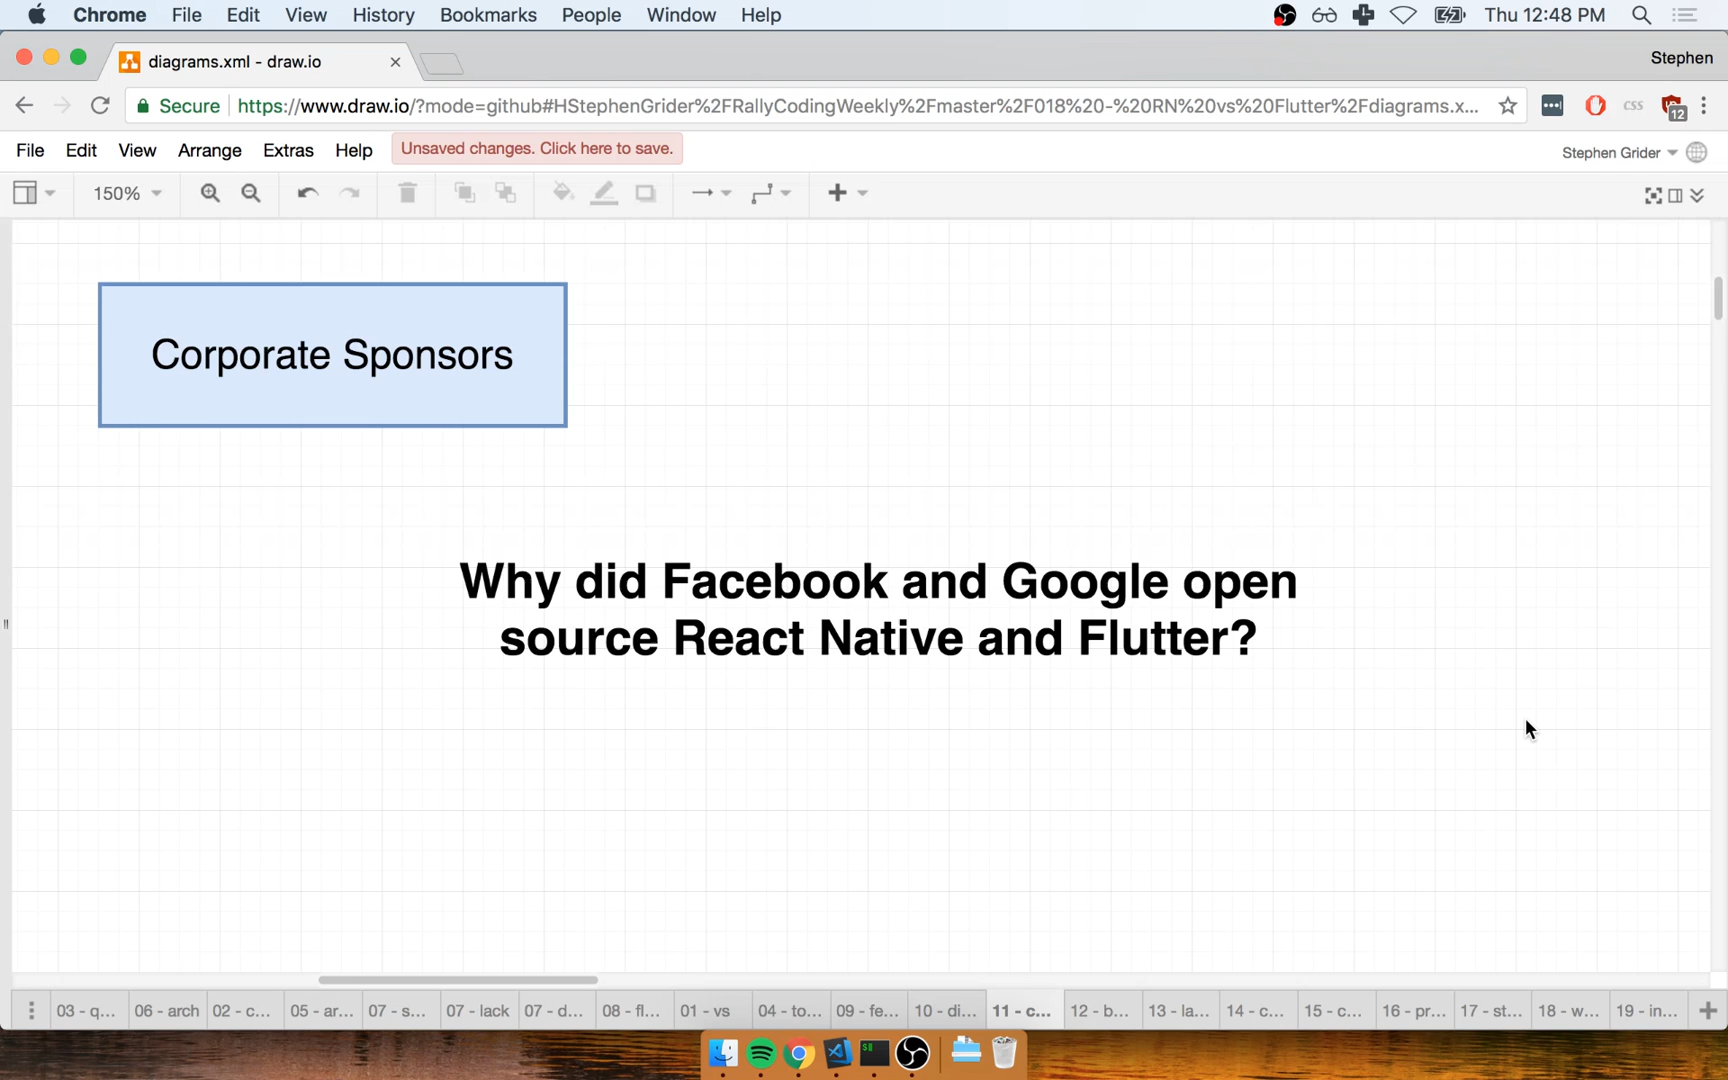 Chrome File Edit View History Bookmarks People Window Help Thu 12:48 PM
diagrams.xml - draw.io Stephen
Secure https://www.draw.io/?mode=github#HStephenGrider%2FRallyCodingWeekly%2Fmaster%2F018%20-%20RN%20vs%20Flutter%2Fdiagrams.x... css 12
File Edit View Arrange Extras Help Unsaved changes. Click here to save. Stephen Grider
150%
Corporate Sponsors
Why did Facebook and Google open
source React Native and Flutter?
03 - q... 06 - arch 02 - c... 05 - ar... 07 - s... 07 - lack 07 - d... 08 - fl... 01 - vs 04 - to... 09 - fe... 10 - di... 11 - c... 12 - b... 13 - la... 14 - c... 15 - c... 16 - pr... 17 - st... 18 - w... 19 - in...